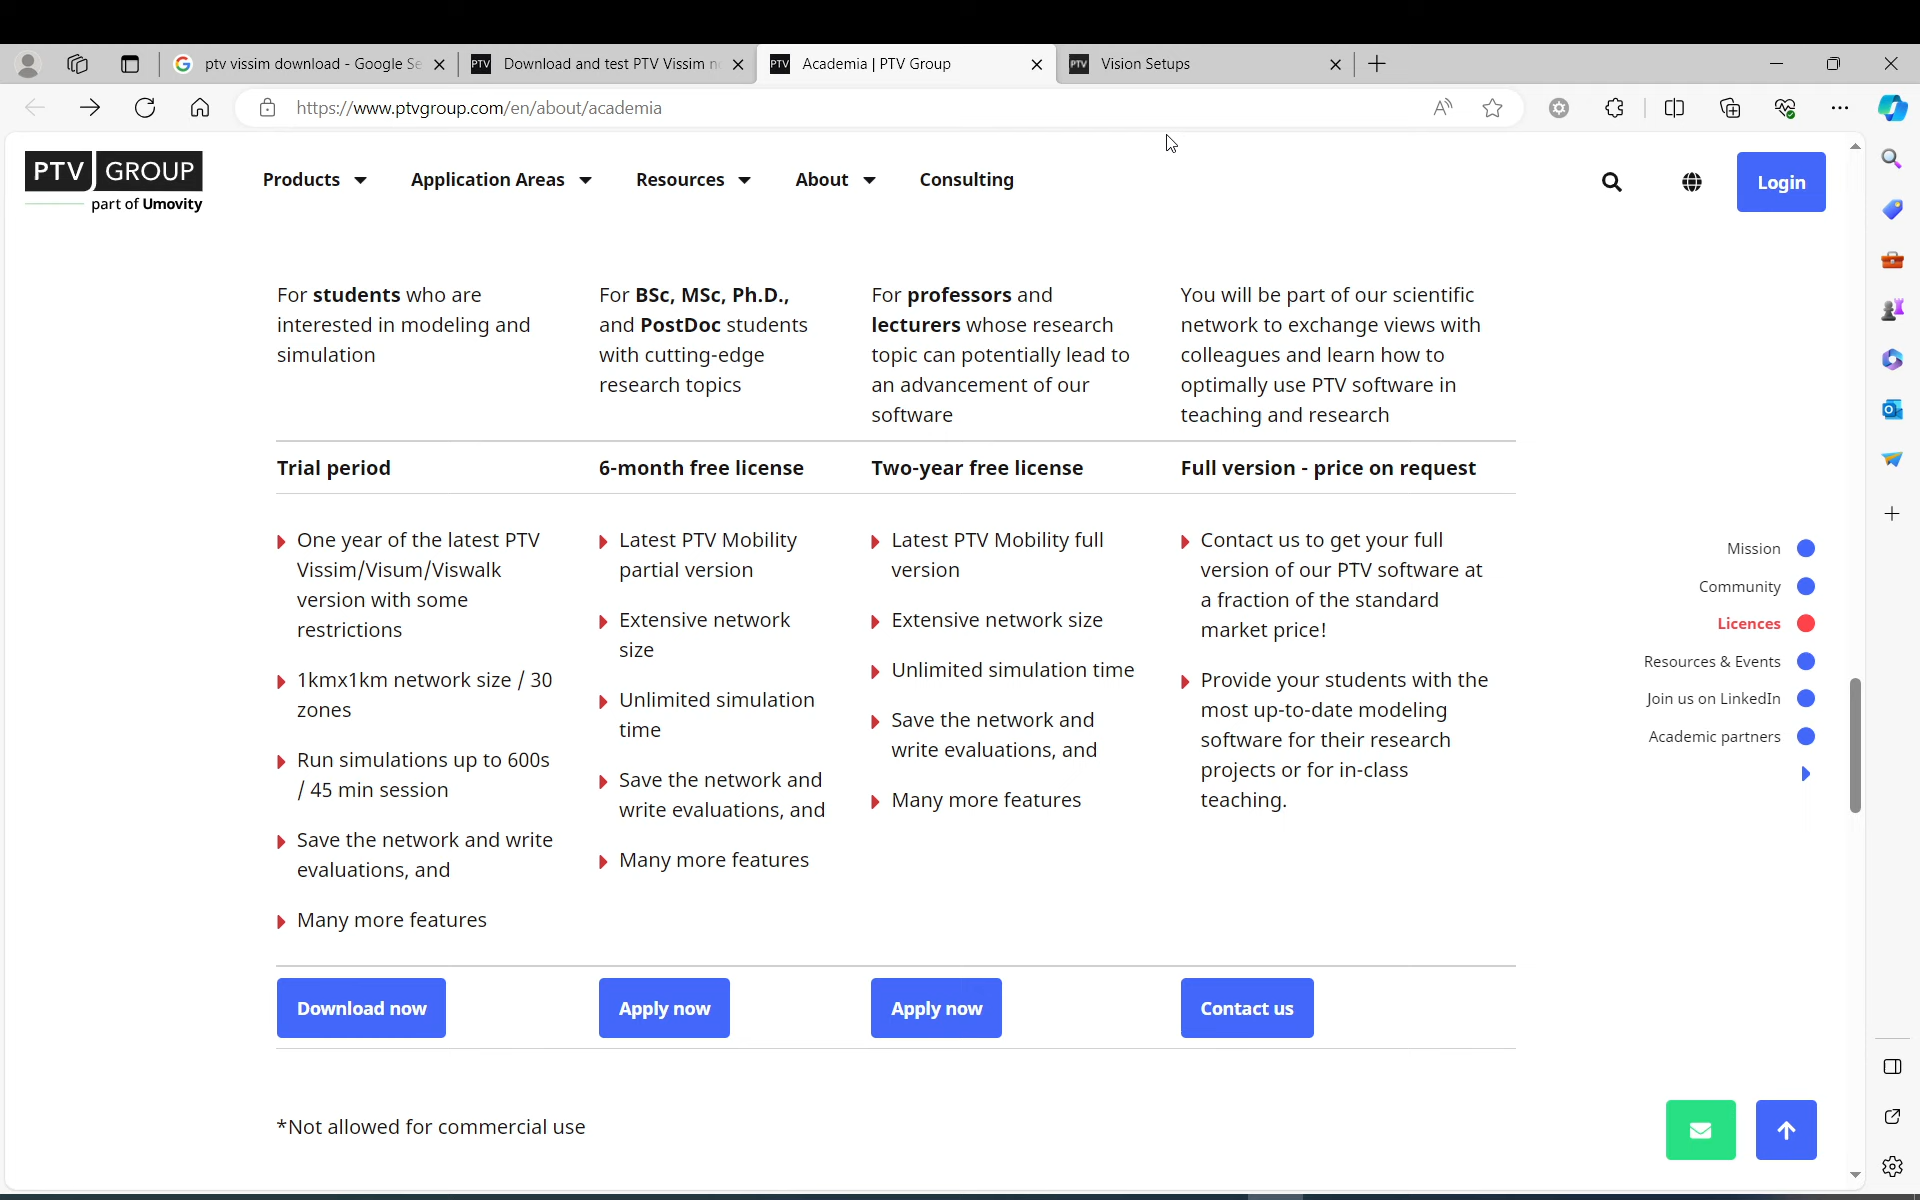 ptv vissim download - Google Se
Download and test PTV Vissim n
Academia | PTV Group
Vision Setups
https://www.ptvgroup.com/en/about/academia
PTV GROUP
part of Umovity
Products
Application Areas
Resources
About
Consulting
Login
For students who are
interested in modeling and
simulation
For BSc, MSc, Ph.D.,
and PostDoc students
with cutting-edge
research topics
For professors and
lecturers whose research
topic can potentially lead to
an advancement of our
software
You will be part of our scientific
network to exchange views with
colleagues and learn how to
optimally use PTV software in
teaching and research
Trial period
6-month free license
Two-year free license
Full version - price on request
One year of the latest PTV
Vissim/Visum/Viswalk
version with some
restrictions
1kmx1km network size / 30
zones
Run simulations up to 600s
/ 45 min session
Save the network and write
evaluations, and
Many more features
Latest PTV Mobility
partial version
Extensive network
size
Unlimited simulation
time
Save the network and
write evaluations, and
Many more features
Latest PTV Mobility full
version
Extensive network size
Unlimited simulation time
Save the network and
write evaluations, and
Many more features
Contact us to get your full
version of our PTV software at
a fraction of the standard
market price!
Provide your students with the
most up-to-date modeling
software for their research
projects or for in-class
teaching.
Mission
Community
Licences
Resources & Events
Join us on LinkedIn
Academic partners
Download now
Apply now
Apply now
Contact us
*Not allowed for commercial use